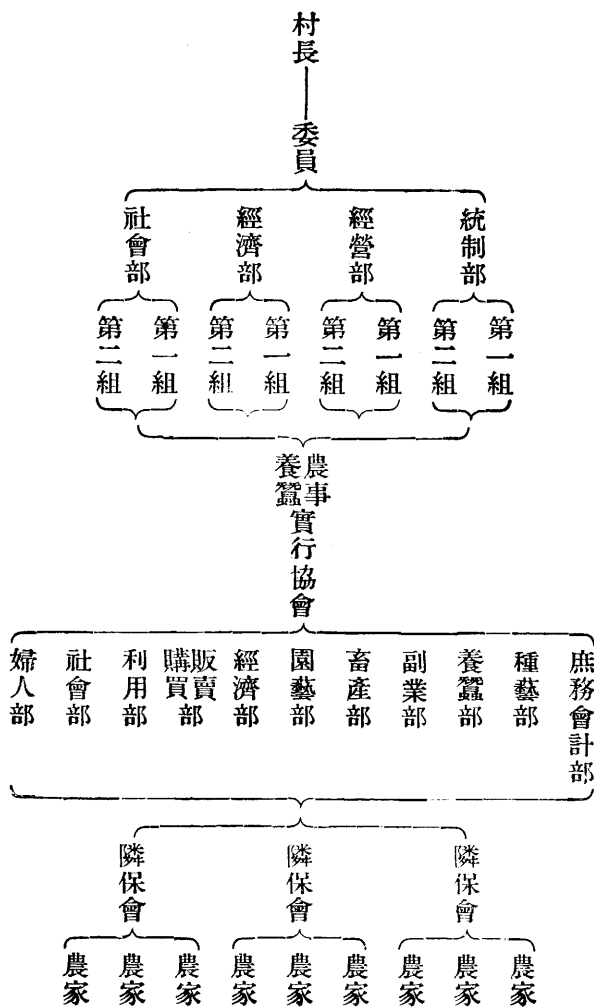 村長
委員
統制部
經營部
經濟部
社會部
第一組
第二組
第一組
第二組
第一組
第二組
第一組
第二組
農事
養蠶
實行協會
庶務會計部
種藝部
養蠶部
副業部
畜產部
園藝部
經濟部
販賣
購買
部
利用部
社會部
婦人部
隣保會
隣保會
隣保會
農家
農家
農家
農家
農家
農家
農家
農家
農家